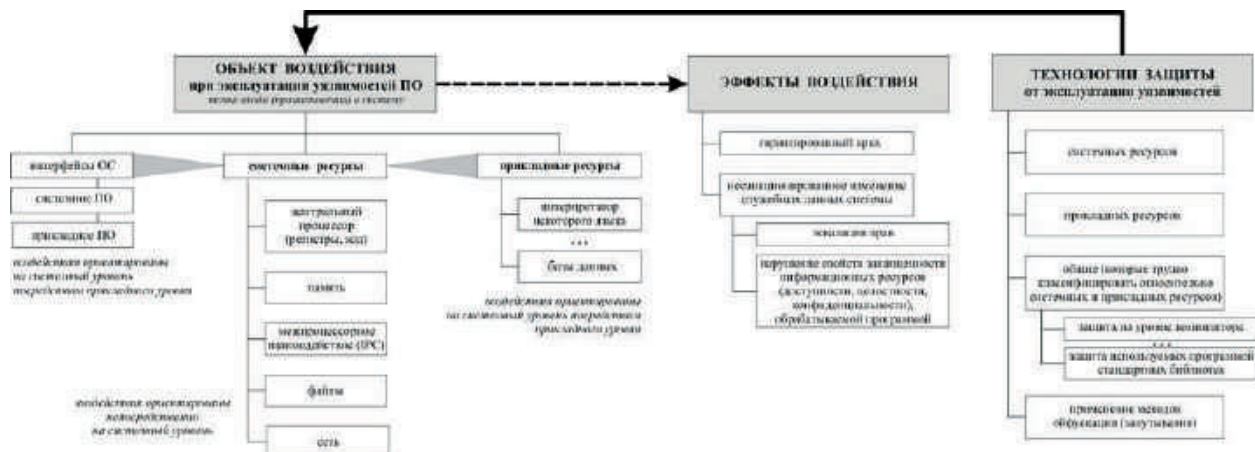 ОБЪЕКТ ВОЗДЕЙСТВИЯ
при эксплуатации уязвимостей ПО
интерфейсы ОС
системное ПО
прикладное ПО
воздействия ориентированы
на системный уровень
посредством прикладного уровня
системные ресурсы
центральный
процессор
(регистры, код)
память
межпроцессорное
взаимодействие (IPC)
файлы
сеть
воздействия ориентированы
непосредственно
на системный уровень
прикладные ресурсы
интерпретатор
некоторого языка
...
базы данных
воздействия ориентированы
на системный уровень посредством
прикладного уровня
ЭФФЕКТЫ ВОЗДЕЙСТВИЯ
гарантированный крах
несанкционированное изменение
служебных данных системы
эскалация прав
нарушение свойств защищенности
информационных ресурсов
(доступности, целостности,
конфиденциальности),
обрабатываемой программой
ТЕХНОЛОГИИ ЗАЩИТЫ
от эксплуатации уязвимостей
системных ресурсов
прикладных ресурсов
общие (которые трудно
классифицировать относительно
системных и прикладных ресурсов)
защита на уровне компилятора
...
защита используемых программой
стандартных библиотек
применение методов
обфускации (запутывания)